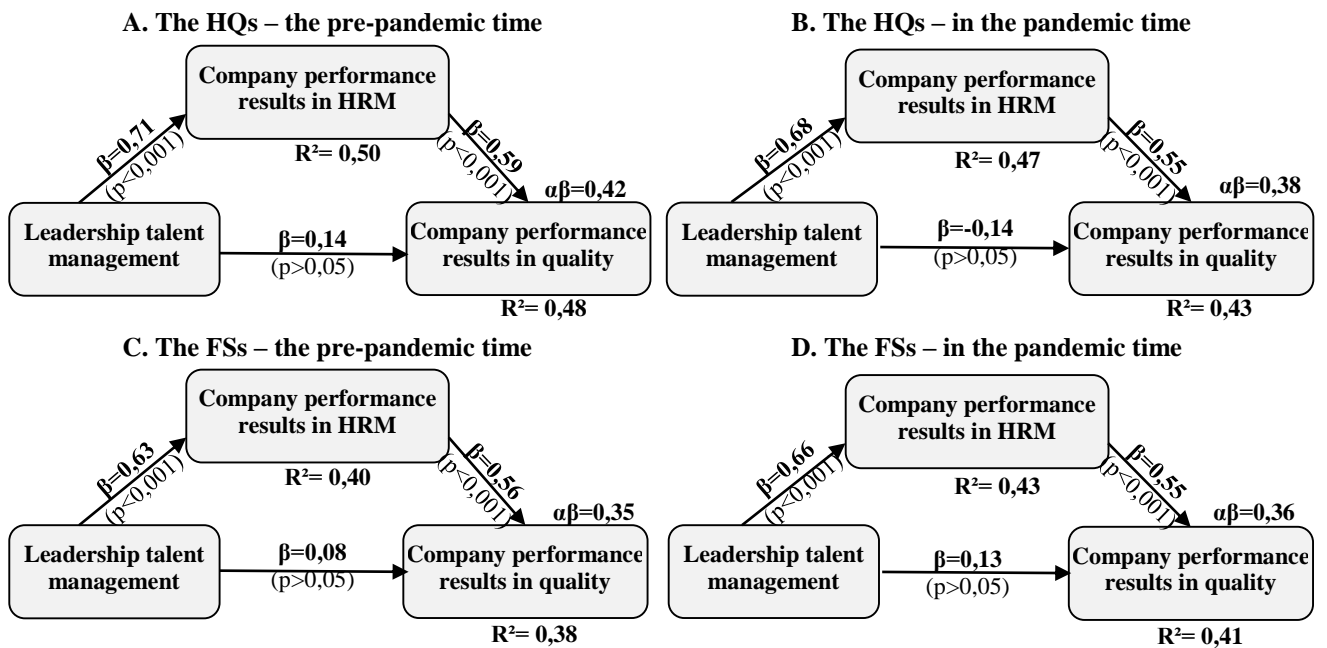 A. The HQs – the pre-pandemic time
Company performance
results in HRM
β=0,71
(p<0,001)
β=0,59
(p<0,001)
R²= 0,50
αβ=0,42
Leadership talent
management
β=0,14
(p>0,05)
Company performance
results in quality
R²= 0,48
B. The HQs – in the pandemic time
Company performance
results in HRM
β=0,68
(p<0,001)
β=0,55
(p<0,001)
R²= 0,47
αβ=0,38
Leadership talent
management
β=-0,14
(p>0,05)
Company performance
results in quality
R²= 0,43
C. The FSs – the pre-pandemic time
Company performance
results in HRM
β=0,63
(p<0,001)
β=0,56
(p<0,001)
R²= 0,40
αβ=0,35
Leadership talent
management
β=0,08
(p>0,05)
Company performance
results in quality
R²= 0,38
D. The FSs – in the pandemic time
Company performance
results in HRM
β=0,66
(p<0,001)
β=0,55
(p<0,001)
R²= 0,43
αβ=0,36
Leadership talent
management
β=0,13
(p>0,05)
Company performance
results in quality
R²= 0,41